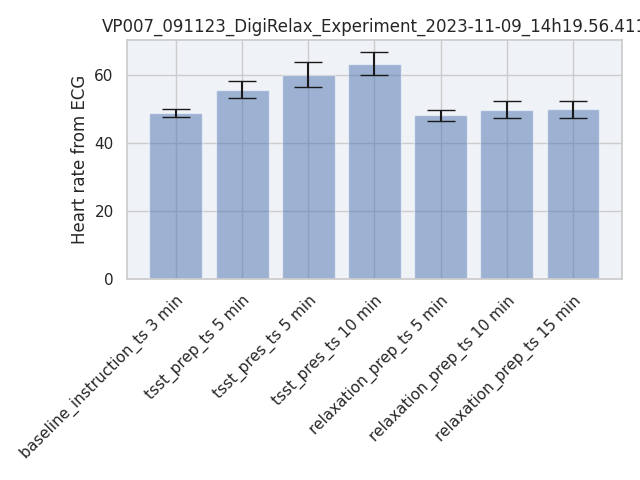 VP007_091123_DigiRelax_Experiment_2023-11-09_14h19.56.411
Heart rate from ECG
60
40
20
0
baseline_instruction_ts 3 min
tsst_prep_ts 5 min
tsst_pres_ts 5 min
tsst_pres_ts 10 min
relaxation_prep_ts 5 min
relaxation_prep_ts 10 min
relaxation_prep_ts 15 min